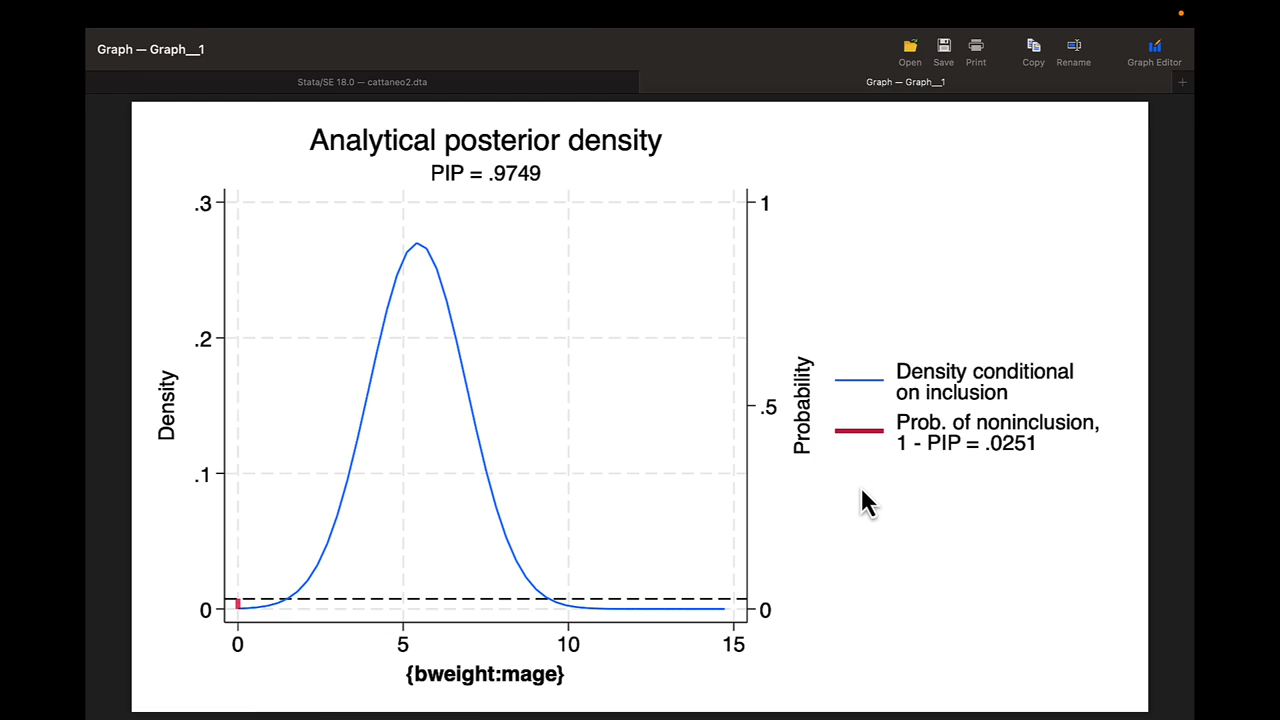 Graph — Graph__1
Open
Save
Print
Copy
Rename
Graph Editor
Stata/SE 18.0 — cattaneo2.dta
Graph — Graph__1
+
Analytical posterior density
PIP = .9749
.3
.2
.1
0
Density
1
.5
0
Probability
0
5
10
15
{bweight:mage}
Density conditional
on inclusion
Prob. of noninclusion,
1 - PIP = .0251